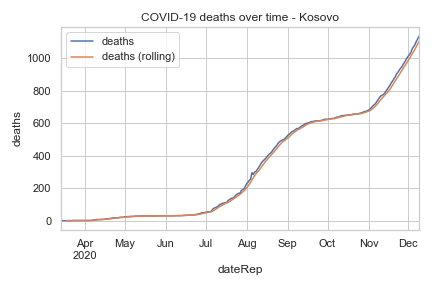 COVID-19 deaths over time - Kosovo
deaths
deaths (rolling)
deaths
1000
800
600
400
200
0
Apr May Jun Jul Aug Sep Oct Nov Dec
2020
dateRep